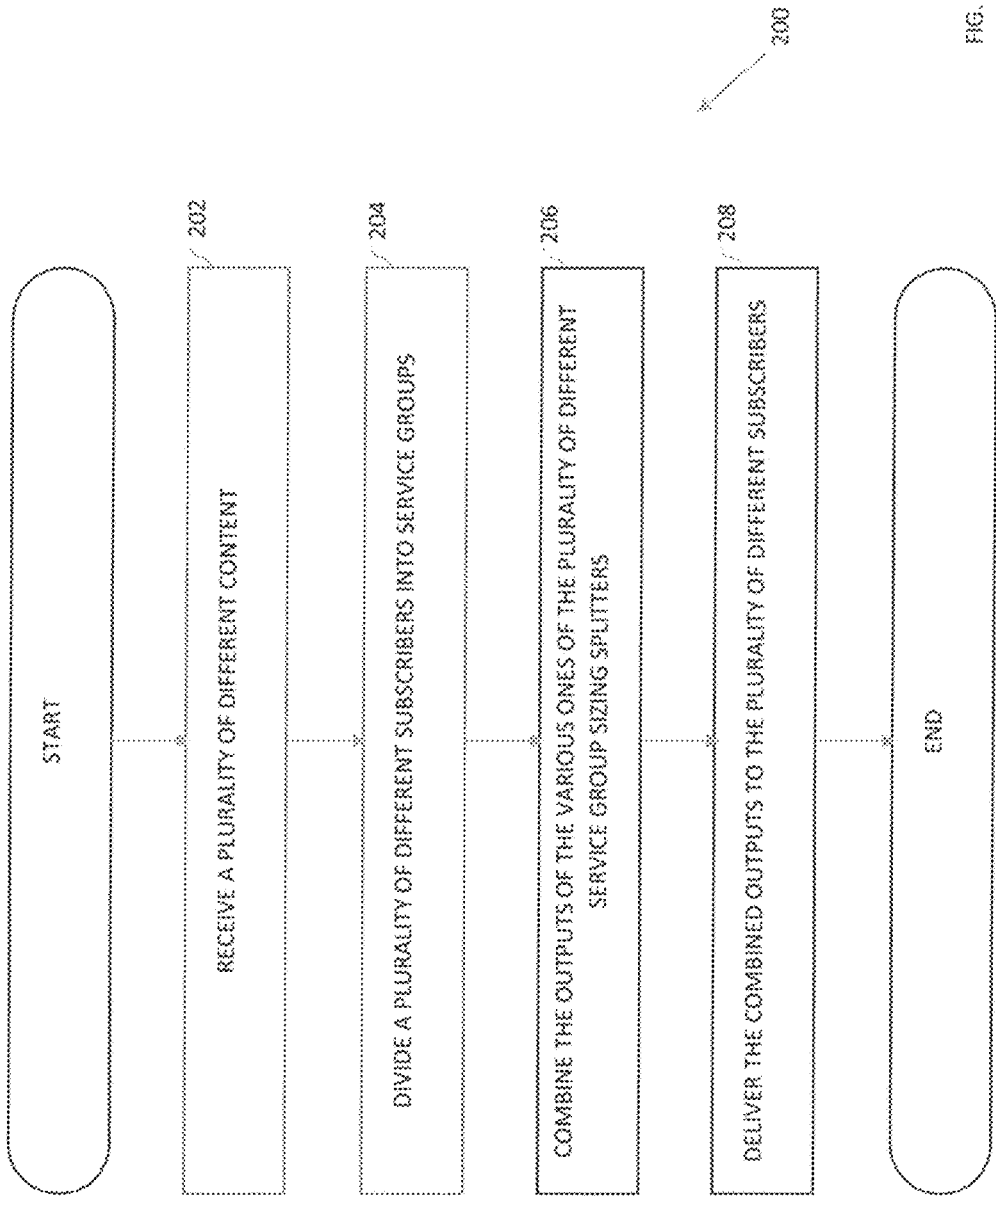 START
202
RECEIVE A PLURALITY OF DIFFERENT CONTENT
204
DIVIDE A PLURALITY OF DIFFERENT SUBSCRIBERS INTO SERVICE GROUPS
206
COMBINE THE OUTPUTS OF THE VARIOUS ONES OF THE PLURALITY OF DIFFERENT
SERVICE GROUP SIZING SPLITTERS
208
DELIVER THE COMBINED OUTPUTS TO THE PLURALITY OF DIFFERENT SUBSCRIBERS
END
200
FIG.